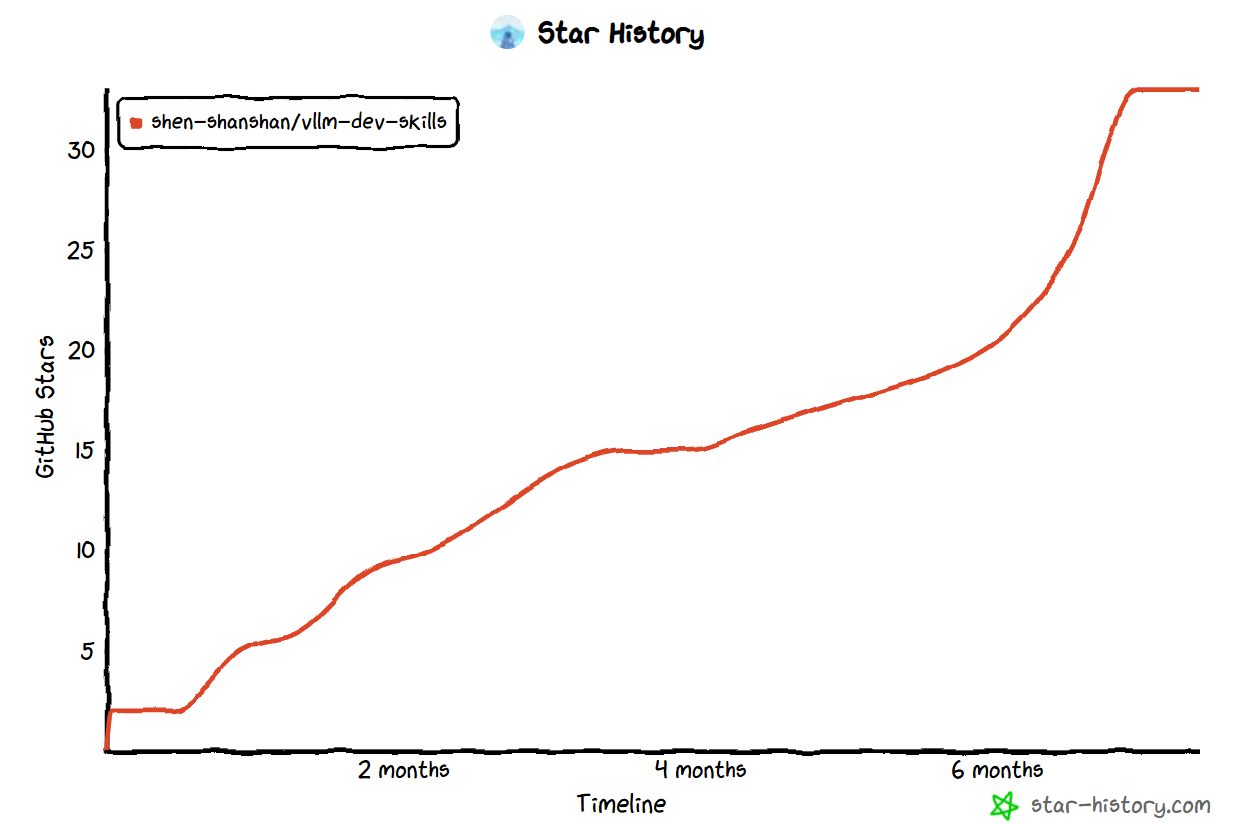 Star History
shen-shanshan/vllm-dev-skills
30
25
20
15
10
5
GitHub Stars
2 months
4 months
6 months
Timeline
star-history.com